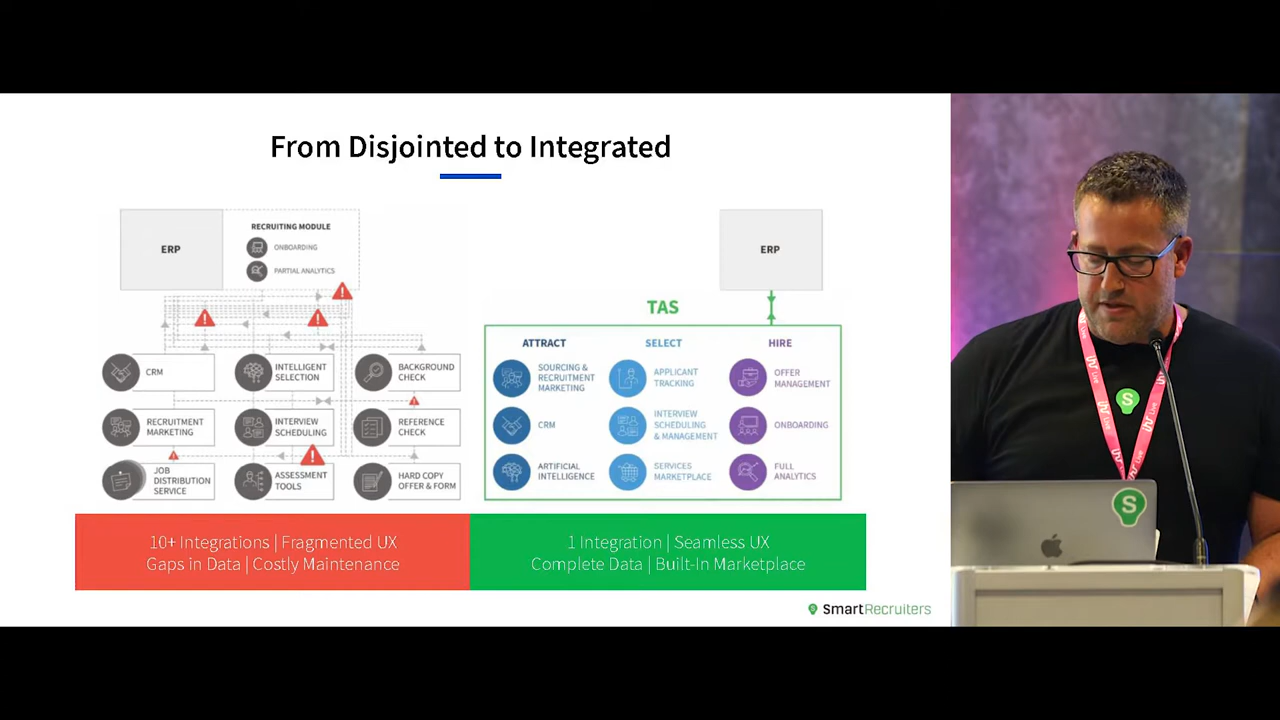 From Disjointed to Integrated
ERP
RECRUITING MODULE
ONBOARDING
PARTIAL ANALYTICS
CRM
INTELLIGENT
SELECTION
BACKGROUND
CHECK
RECRUITMENT
MARKETING
INTERVIEW
SCHEDULING
REFERENCE
CHECK
JOB
DISTRIBUTION
SERVICE
ASSESSMENT
TOOLS
HARD COPY
OFFER & FORM
10+ Integrations | Fragmented UX
Gaps in Data | Costly Maintenance
ERP
TAS
ATTRACT
SELECT
HIRE
SOURCING &
RECRUITMENT
MARKETING
APPLICANT
TRACKING
OFFER
MANAGEMENT
CRM
INTERVIEW
SCHEDULING
& MANAGEMENT
ONBOARDING
ARTIFICIAL
INTELLIGENCE
SERVICES
MARKETPLACE
FULL
ANALYTICS
1 Integration | Seamless UX
Complete Data | Built-In Marketplace
SmartRecruiters
S
S
Live